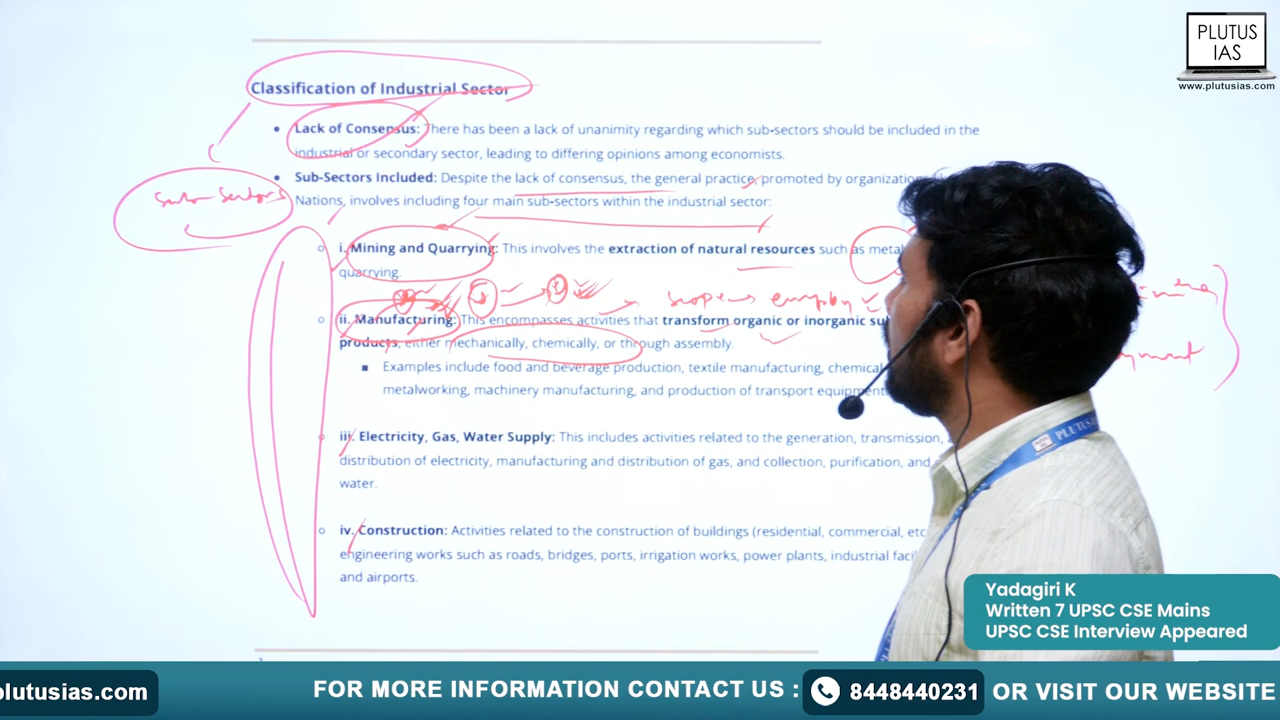 PLUTUS
IAS
www.plutusias.com
Classification of Industrial Sector
• Lack of Consensus: There has been a lack of unanimity regarding which sub-sectors should be included in the
industrial or secondary sector, leading to differing opinions among economists.
• Sub-Sectors Included: Despite the lack of consensus, the general practice, promoted by
Nations, involves including four main sub-sectors within the industrial sector:
i. Mining and Quarrying: This involves the extraction of natural resources such as
quarrying.
scope → employ
ii. Manufacturing: This encompasses activities that transform organic or inorganic
products, either mechanically, chemically, or through assembly.
Examples include food and beverage production, textile manufacturing, chemical
metalworking, machinery manufacturing, and production of transport
iii. Electricity, Gas, Water Supply: This includes activities related to the generation, transmission,
distribution of electricity, manufacturing and distribution of gas, and collection, purification, and
water.
iv. Construction: Activities related to the construction of buildings (residential, commercial,
engineering works such as roads, bridges, ports, irrigation works, power plants, industrial
and airports.
PLUTUS
Yadagiri K
Written 7 UPSC CSE Mains
UPSC CSE Interview Appeared
plutusias.com
FOR MORE INFORMATION CONTACT US : 8448440231 OR VISIT OUR WEBSITE